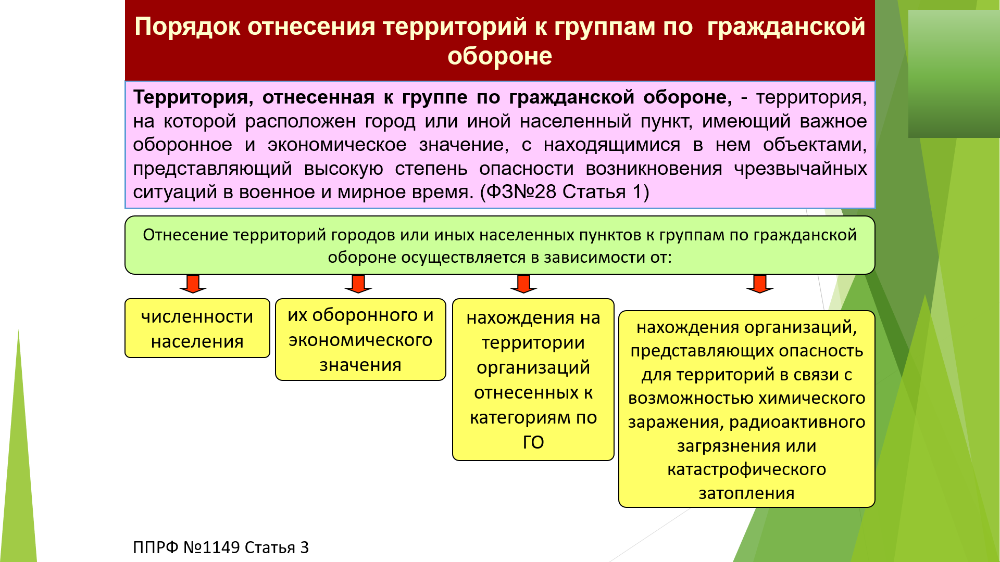 Порядок отнесения территорий к группам по  гражданской
обороне
Территория, отнесенная к группе по гражданской обороне, - территория,
на которой расположен город или иной населенный пункт, имеющий важное
оборонное и экономическое значение, с находящимися в нем объектами,
представляющий высокую степень опасности возникновения чрезвычайных
ситуаций в военное и мирное время. (ФЗ№28 Статья 1)
Отнесение территорий городов или иных населенных пунктов к группам по гражданской
обороне осуществляется в зависимости от:
численности
населения
их оборонного и
экономического
значения
нахождения на
территории
организаций
отнесенных к
категориям по
ГО
нахождения организаций,
представляющих опасность
для территорий в связи с
возможностью химического
заражения, радиоактивного
загрязнения или
катастрофического
затопления
ППРФ №1149 Статья 3